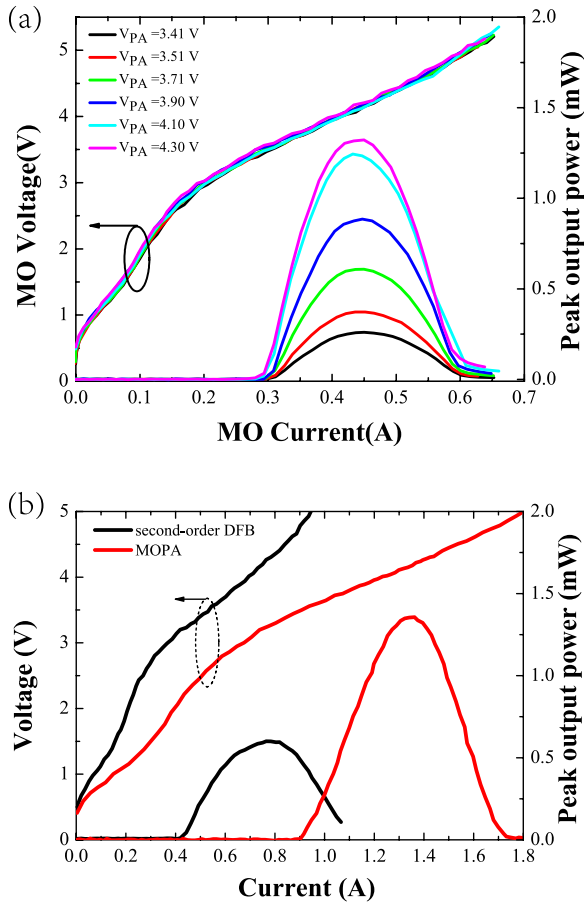 (a)
V_PA =3.41 V
V_PA =3.51 V
V_PA =3.71 V
V_PA =3.90 V
V_PA =4.10 V
V_PA =4.30 V
MO Voltage(V)
5
4
3
2
1
0
Peak output power (mW)
2.0
1.5
1.0
0.5
0.0
0.0 0.1 0.2 0.3 0.4 0.5 0.6 0.7
MO Current(A)
(b)
second-order DFB
MOPA
Voltage (V)
5
4
3
2
1
0
Peak output power (mW)
2.0
1.5
1.0
0.5
0.0
0.0 0.2 0.4 0.6 0.8 1.0 1.2 1.4 1.6 1.8
Current (A)